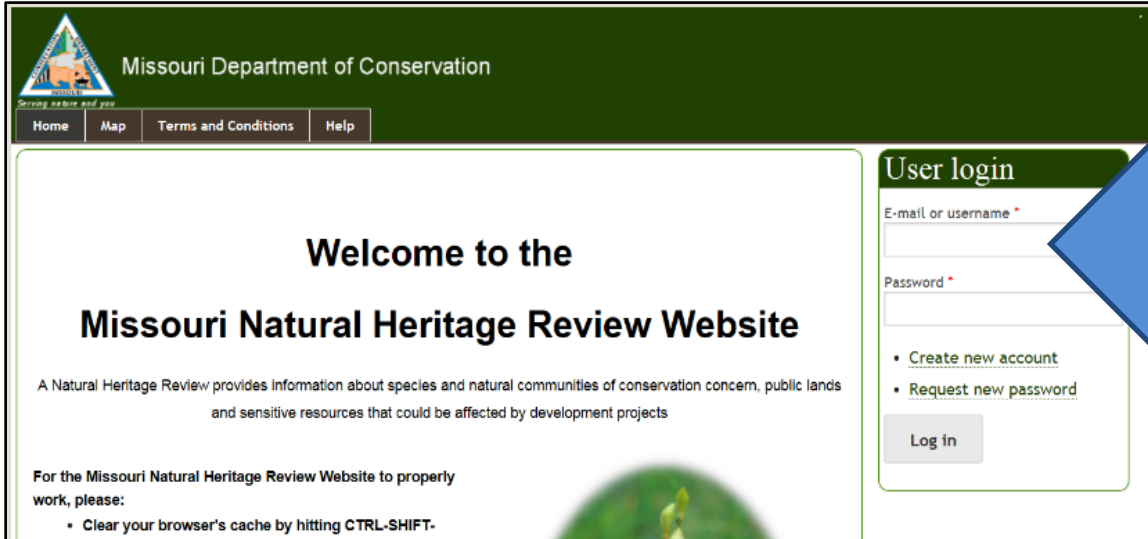 Missouri Department of Conservation
Serving nature and you
Home Map Terms and Conditions Help
Welcome to the
Missouri Natural Heritage Review Website
A Natural Heritage Review provides information about species and natural communities of conservation concern, public lands
and sensitive resources that could be affected by development projects
For the Missouri Natural Heritage Review Website to properly
work, please:
• Clear your browser's cache by hitting CTRL-SHIFT-
User login
E-mail or username *
Password *
• Create new account
• Request new password
Log in